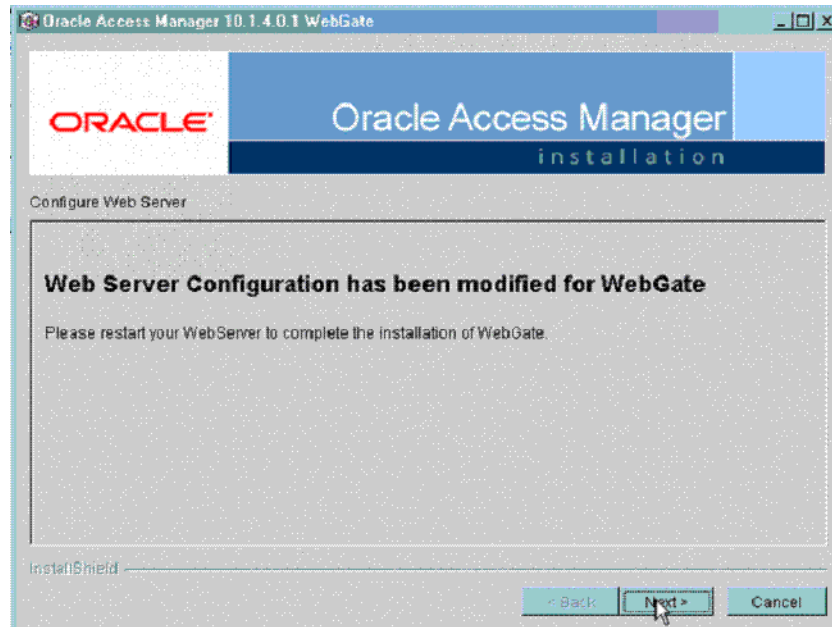 Oracle Access Manager 10.1.4.0.1 WebGate
ORACLE
Oracle Access Manager
installation
Configure Web Server
Web Server Configuration has been modified for WebGate
Please restart your WebServer to complete the installation of WebGate.
InstallShield
< Back
Next >
Cancel